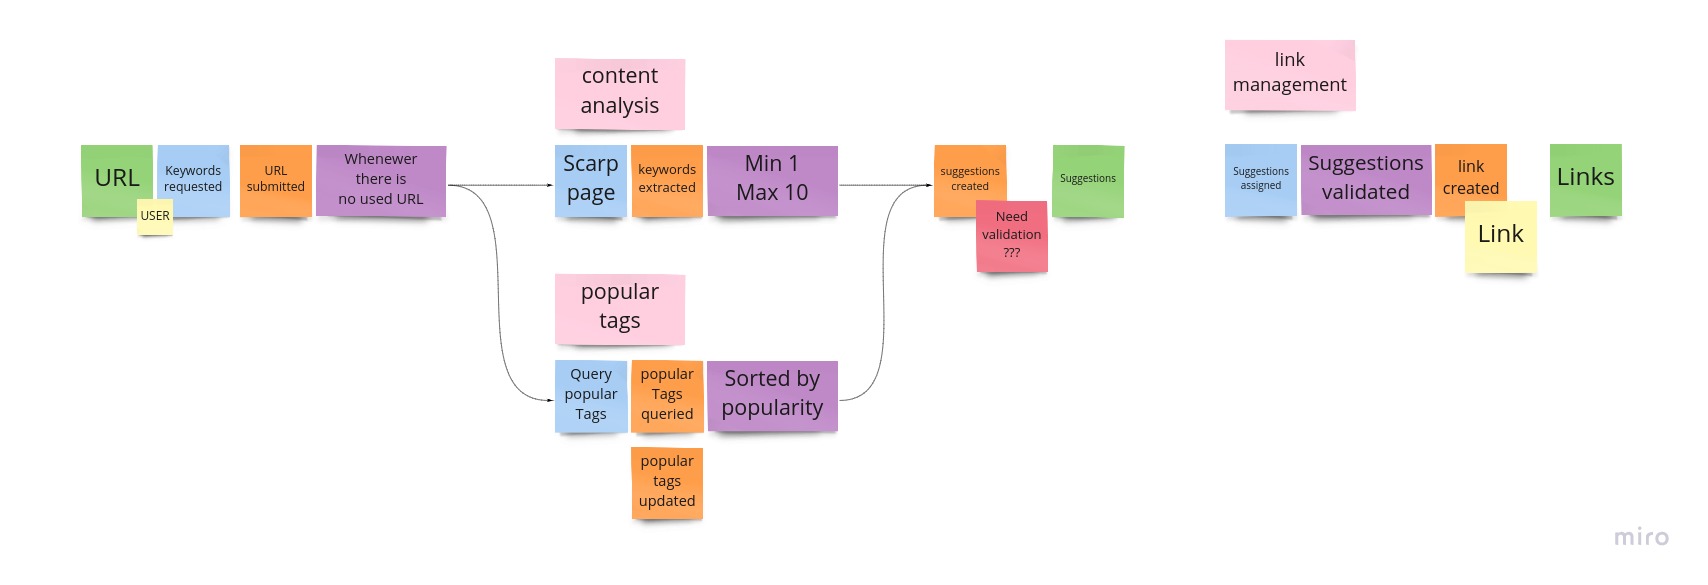 URL
USER
Keywords
requested
URL
submitted
Whenewer
there is
no used URL
content
analysis
Scarp
page
keywords
extracted
Min 1
Max 10
popular
tags
Query
popular
Tags
popular
Tags
queried
Sorted by
popularity
popular
tags
updated
suggestions
created
Need
validation
???
Suggestions
link
management
Suggestions
assigned
Suggestions
validated
link
created
Link
Links
miro